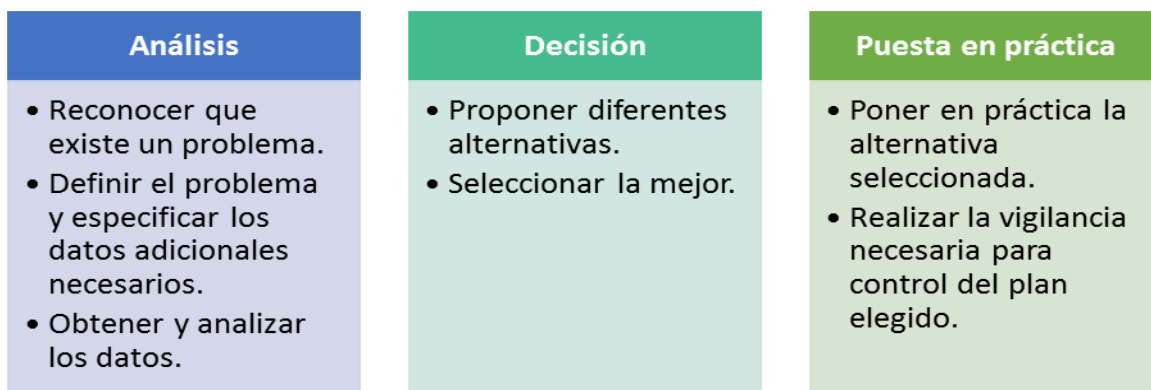 Análisis
• Reconocer que
existe un problema.
• Definir el problema
y especificar los
datos adicionales
necesarios.
• Obtener y analizar
los datos.
Decisión
• Proponer diferentes
alternativas.
• Seleccionar la mejor.
Puesta en práctica
• Poner en práctica la
alternativa
seleccionada.
• Realizar la vigilancia
necesaria para
control del plan
elegido.